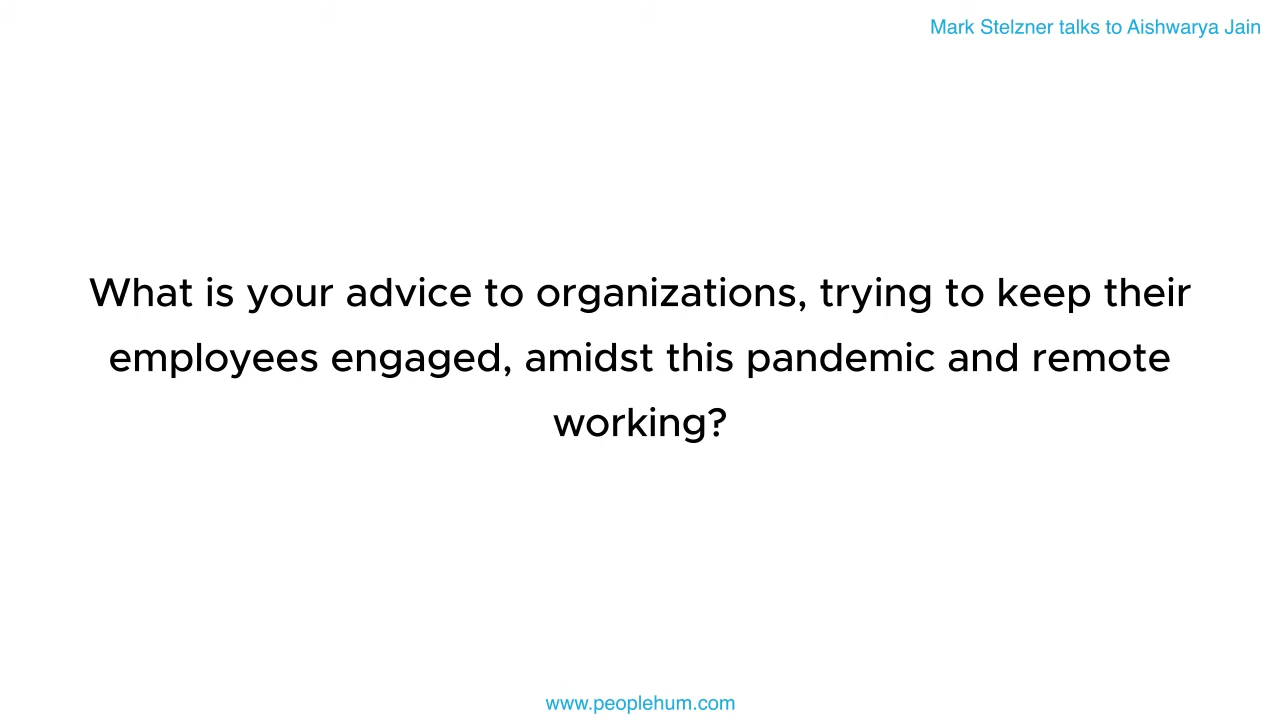 Mark Stelzner talks to Aishwarya Jain
What is your advice to organizations, trying to keep their
employees engaged, amidst this pandemic and remote
working?
www.peoplehum.com